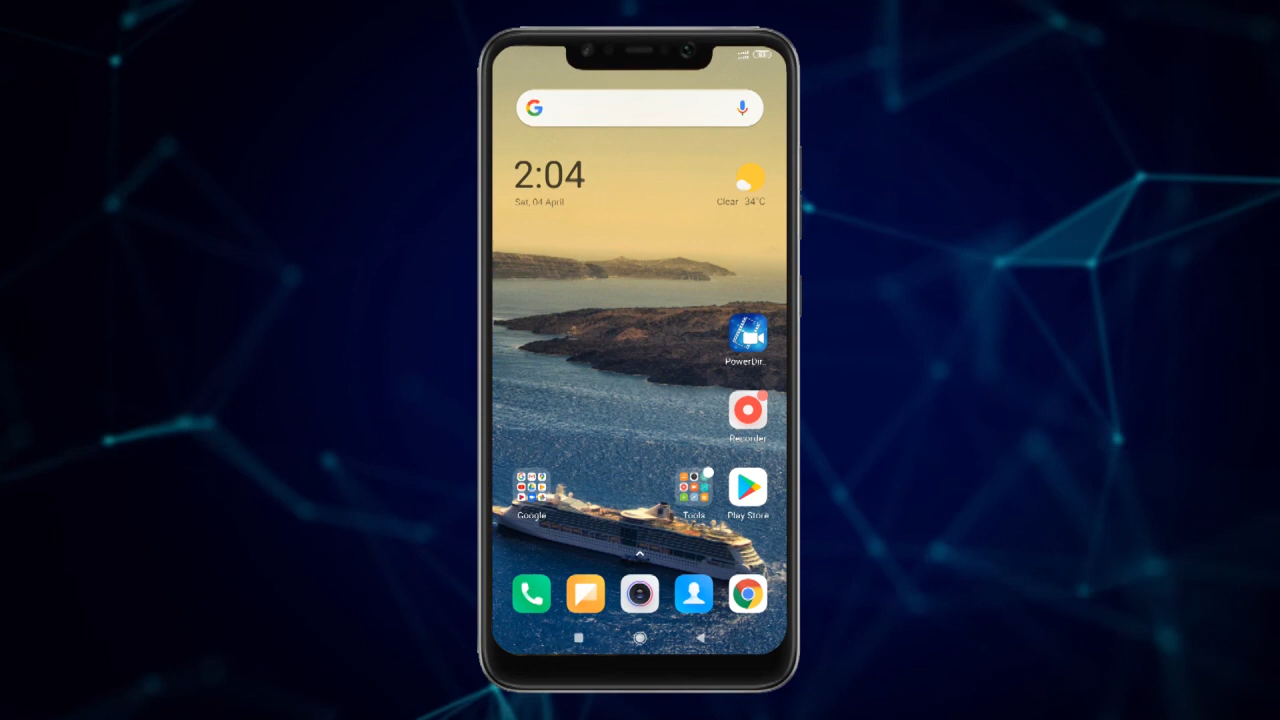 2:04
Sat, 04 April
Clear 34°C
PowerDir..
Recorder
Google
Tools
Play Store